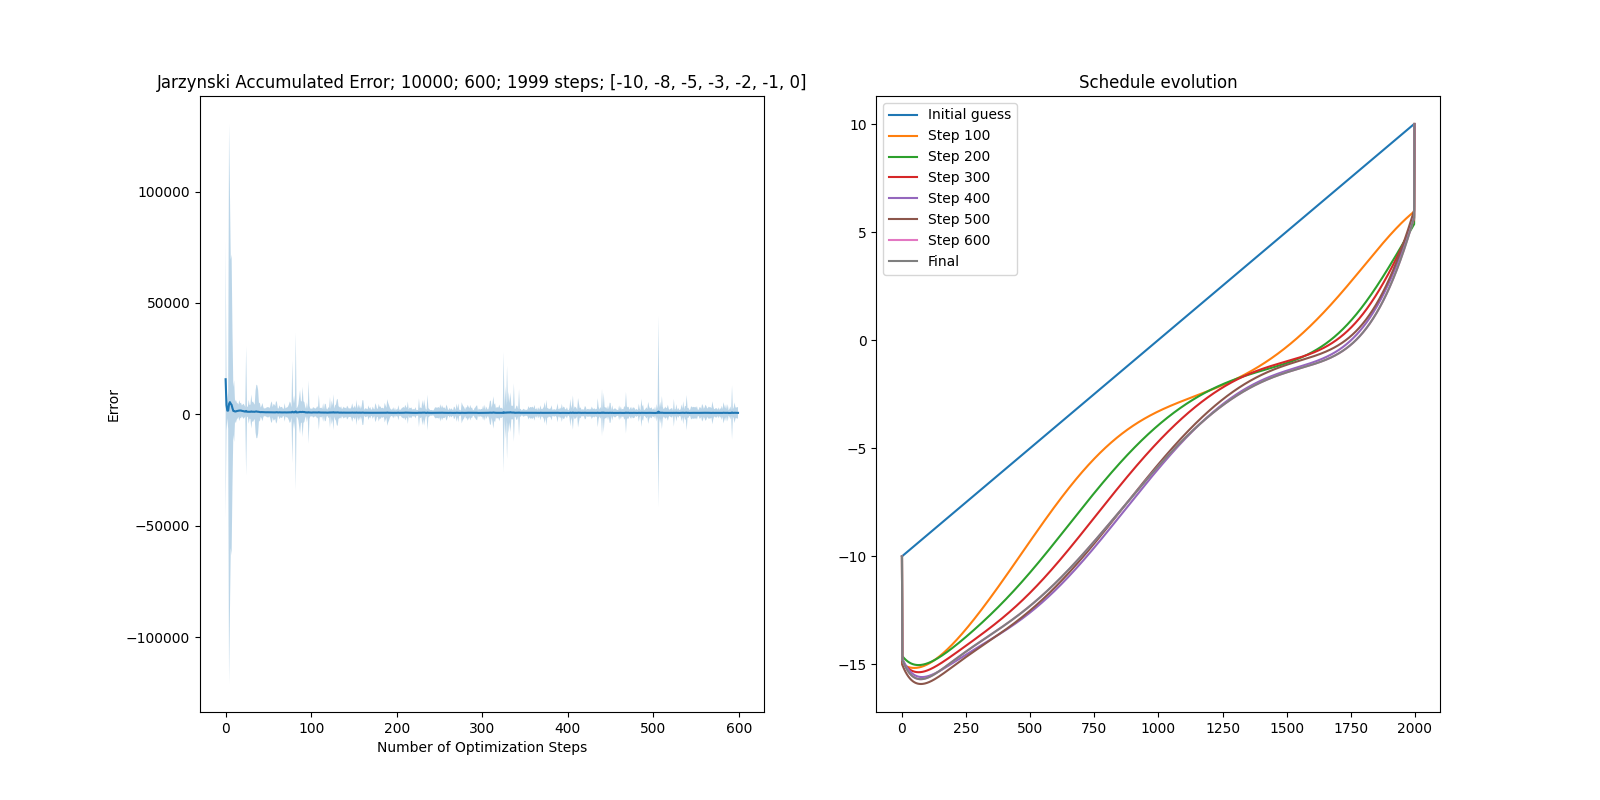 Jarzynski Accumulated Error; 10000; 600; 1999 steps; [-10, -8, -5, -3, -2, -1, 0]
100000
50000
0
−50000
−100000
Error
0 100 200 300 400 500 600
Number of Optimization Steps
Schedule evolution
Initial guess
Step 100
Step 200
Step 300
Step 400
Step 500
Step 600
Final
10
5
0
−5
−10
−15
0 250 500 750 1000 1250 1500 1750 2000